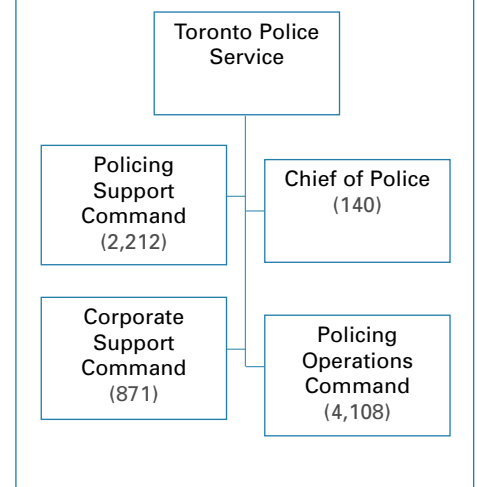 Toronto Police
Service
Policing
Support
Command
(2,212)
Chief of Police
(140)
Corporate
Support
Command
(871)
Policing
Operations
Command
(4,108)